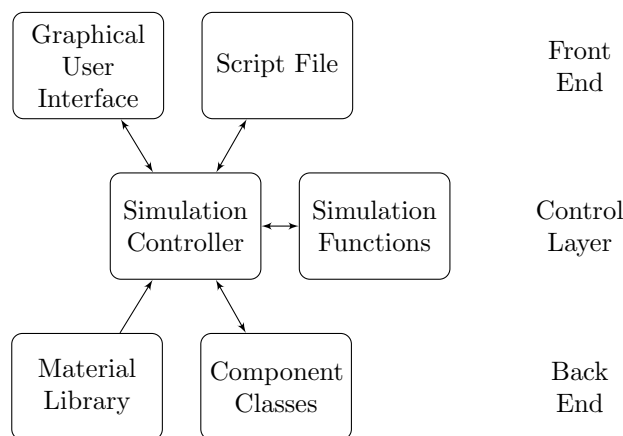 Graphical
User
Interface
Script File
Front
End
Simulation
Controller
Simulation
Functions
Control
Layer
Material
Library
Component
Classes
Back
End